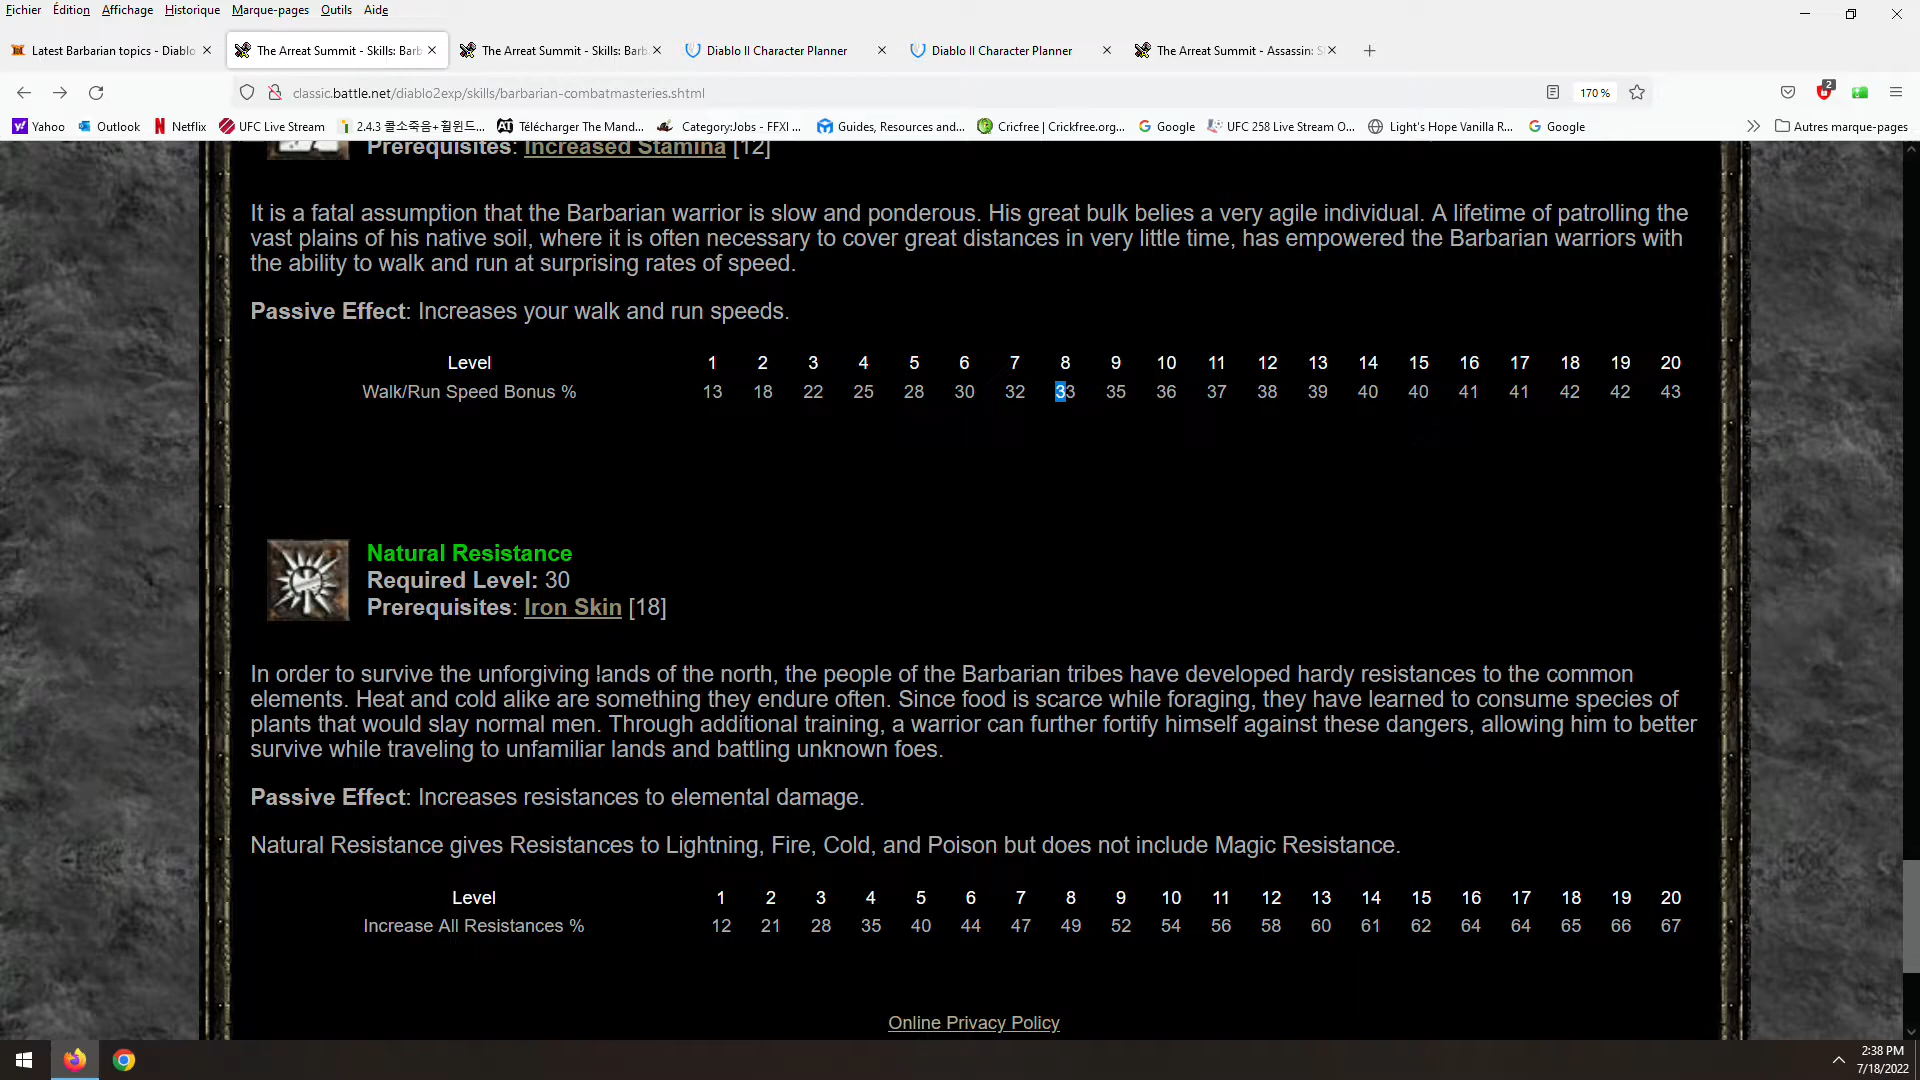 Fichier Édition Affichage Historique Marque-pages Outils Aide
Latest Barbarian topics - Diablo The Arreat Summit - Skills: Barb The Arreat Summit - Skills: Barb Diablo II Character Planner Diablo II Character Planner The Arreat Summit - Assassin: S
classic.battle.net/diablo2exp/skills/barbarian-combatmasteries.shtml 170 % 2
Yahoo Outlook Netflix UFC Live Stream 2.4.3 콜소죽음+휠윈드... Télécharger The Mand... Category:Jobs - FFXI ... Guides, Resources and... Cricfree | Crickfree.org... Google UFC 258 Live Stream O... Light's Hope Vanilla R... Google Autres marque-pages
Prerequisites: Increased Stamina [12]
It is a fatal assumption that the Barbarian warrior is slow and ponderous. His great bulk belies a very agile individual. A lifetime of patrolling the
vast plains of his native soil, where it is often necessary to cover great distances in very little time, has empowered the Barbarian warriors with
the ability to walk and run at surprising rates of speed.
Passive Effect: Increases your walk and run speeds.
Level 1 2 3 4 5 6 7 8 9 10 11 12 13 14 15 16 17 18 19 20
Walk/Run Speed Bonus % 13 18 22 25 28 30 32 33 35 36 37 38 39 40 40 41 41 42 42 43
Natural Resistance
Required Level: 30
Prerequisites: Iron Skin [18]
In order to survive the unforgiving lands of the north, the people of the Barbarian tribes have developed hardy resistances to the common
elements. Heat and cold alike are something they endure often. Since food is scarce while foraging, they have learned to consume species of
plants that would slay normal men. Through additional training, a warrior can further fortify himself against these dangers, allowing him to better
survive while traveling to unfamiliar lands and battling unknown foes.
Passive Effect: Increases resistances to elemental damage.
Natural Resistance gives Resistances to Lightning, Fire, Cold, and Poison but does not include Magic Resistance.
Level 1 2 3 4 5 6 7 8 9 10 11 12 13 14 15 16 17 18 19 20
Increase All Resistances % 12 21 28 35 40 44 47 49 52 54 56 58 60 61 62 64 64 65 66 67
Online Privacy Policy
2:38 PM
7/18/2022